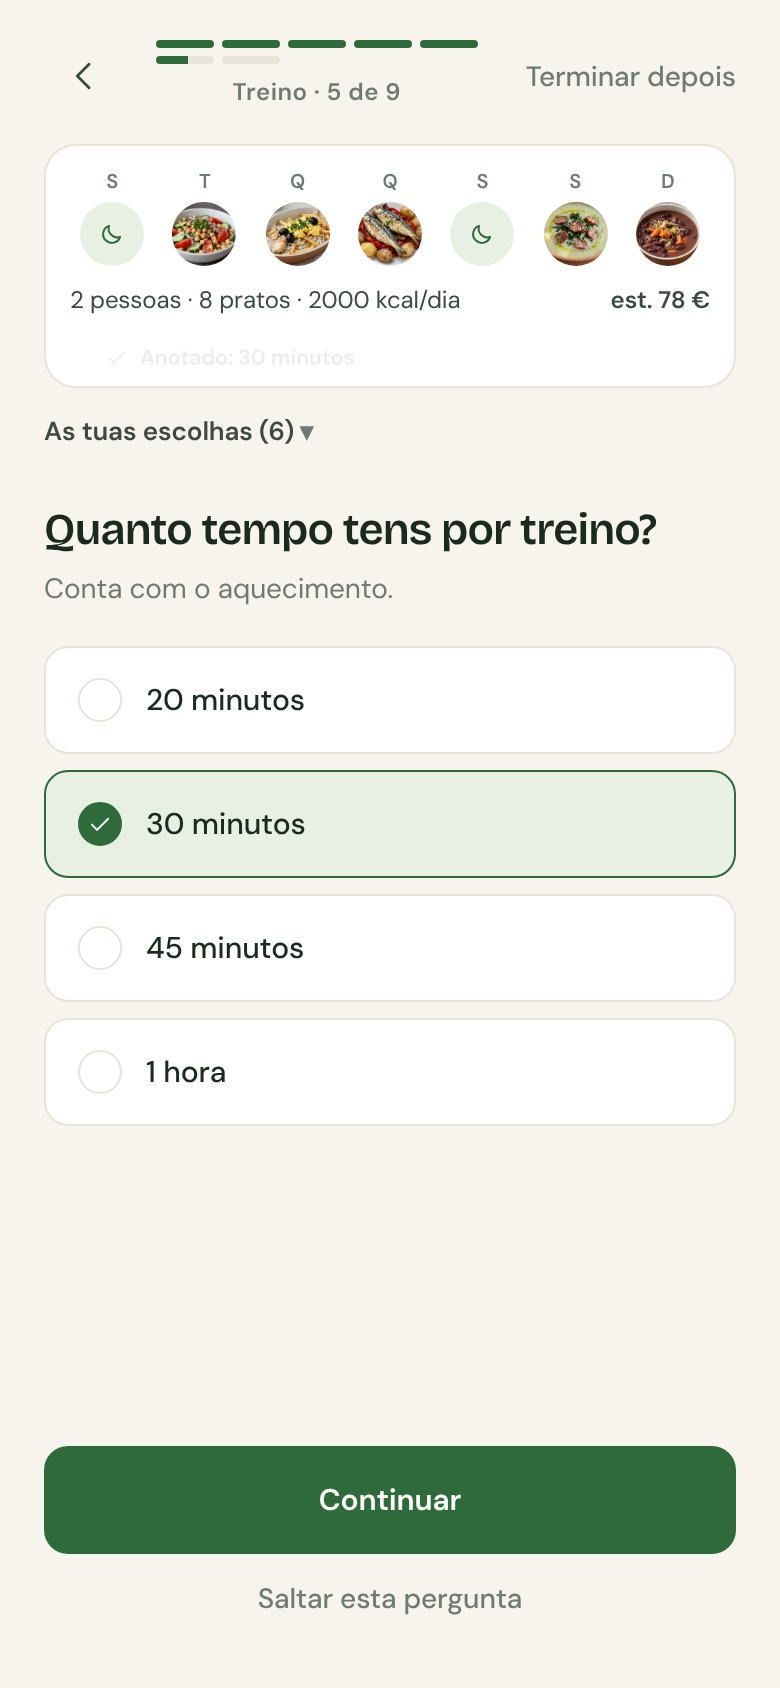 Treino · 5 de 9
Terminar depois
S T Q Q S S D
2 pessoas · 8 pratos · 2000 kcal/dia est. 78 €
Anotado: 30 minutos
As tuas escolhas (6) ▾
Quanto tempo tens por treino?
Conta com o aquecimento.
20 minutos
30 minutos
45 minutos
1 hora
Continuar
Saltar esta pergunta